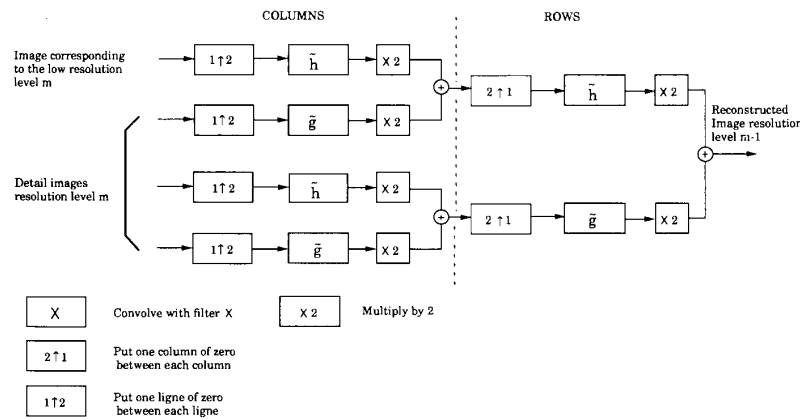 COLUMNS
ROWS
Image corresponding
to the low resolution
level m
1↑2
h̃
X 2
+
2 ↑ 1
h̃
X 2
1↑2
g̃
X 2
Reconstructed
Image resolution
level m-1
+
Detail images
resolution level m
1↑2
h̃
X 2
+
2 ↑ 1
g̃
X 2
1↑2
g̃
X 2
X
Convolve with filter X
X 2
Multiply by 2
2↑1
Put one column of zero
between each column
1↑2
Put one ligne of zero
between each ligne